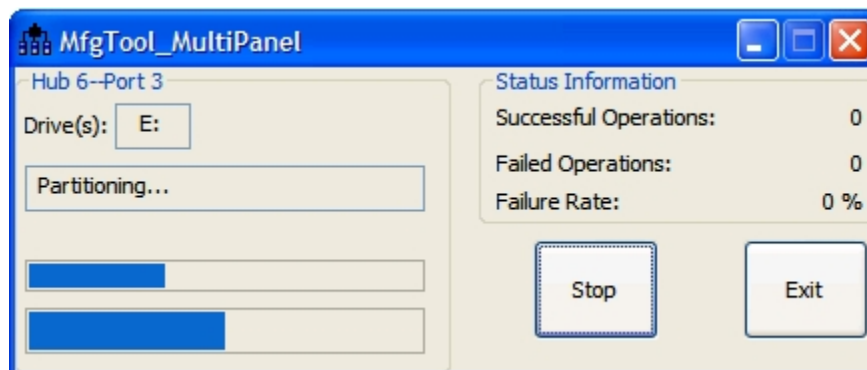 MfgTool_MultiPanel
Hub 6--Port 3
Drive(s): E:
Partitioning...
Status Information
Successful Operations: 0
Failed Operations: 0
Failure Rate: 0 %
Stop
Exit